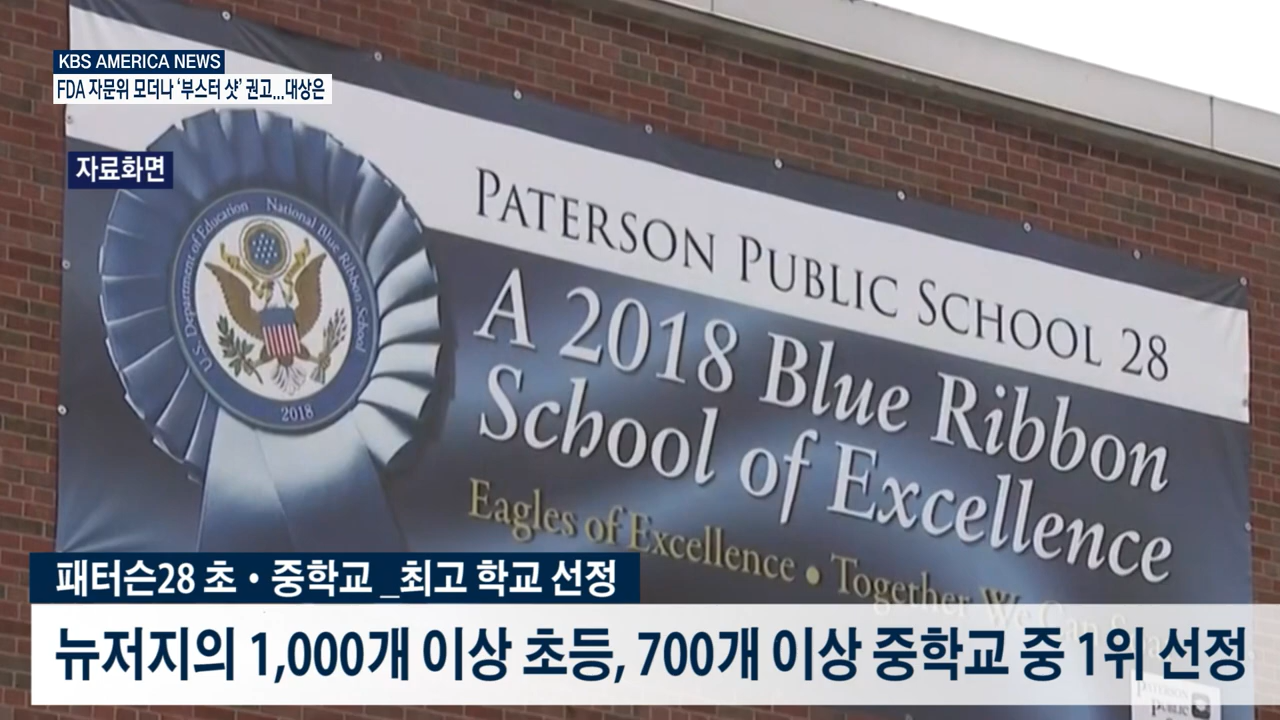 KBS AMERICA NEWS
FDA 자문위 모더나 ‘부스터 샷’ 권고...대상은
자료화면
U.S. Department of Education National Blue Ribbon School
2018
PATERSON PUBLIC SCHOOL 28
A 2018 Blue Ribbon
School of Excellence
Eagles of Excellence • Together We Can
패터슨28 초・중학교 _최고 학교 선정
뉴저지의 1,000개 이상 초등, 700개 이상 중학교 중 1위 선정
PATERSON
PUBLIC